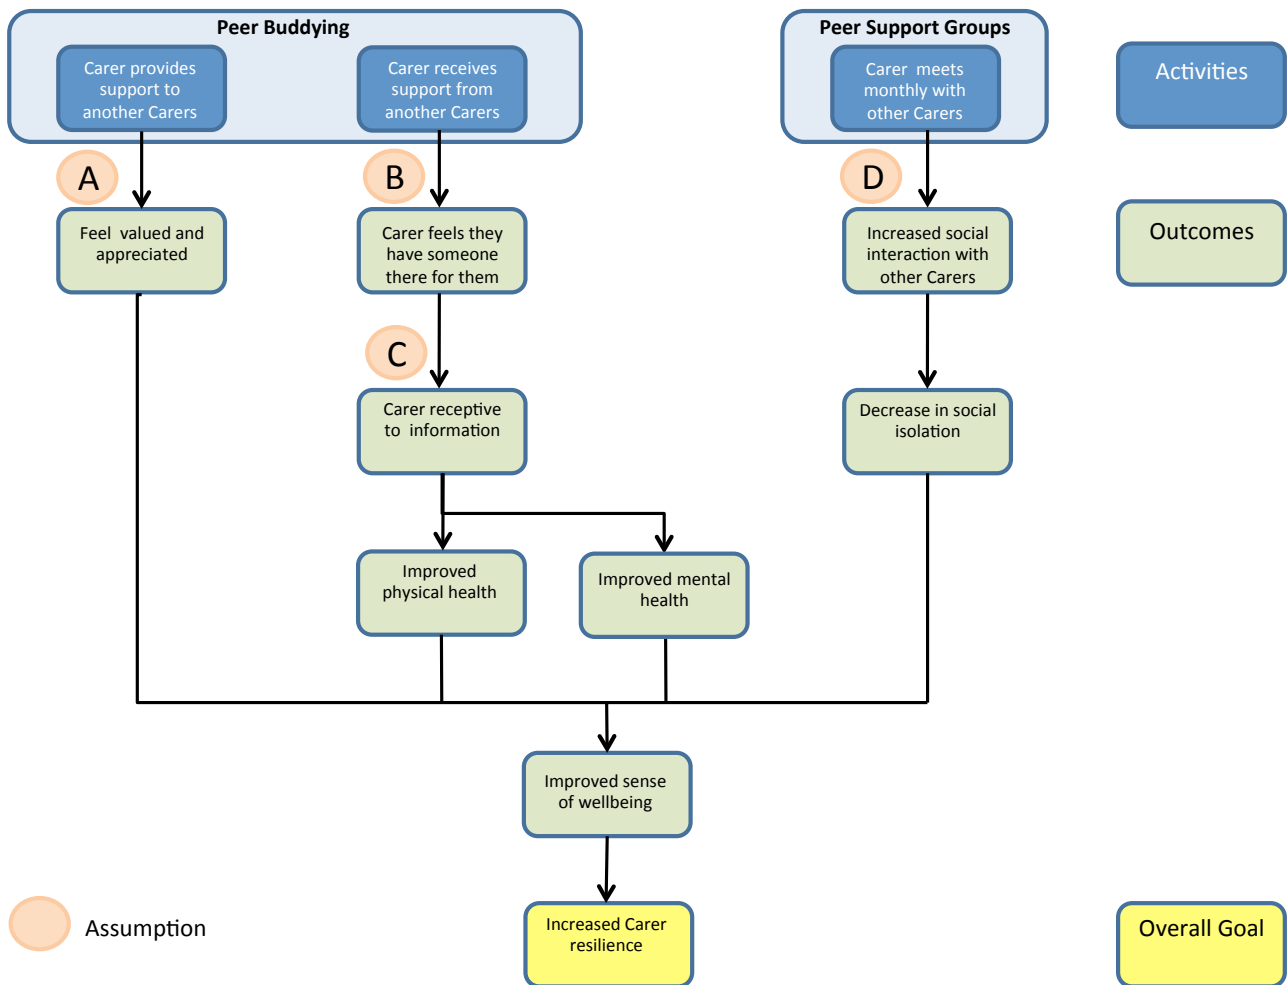 Peer Buddying
Peer Support Groups
Carer provides
support to
another Carers
Carer receives
support from
another Carers
Carer meets
monthly with
other Carers
Activities
A
B
D
Feel valued and
appreciated
Carer feels they
have someone
there for them
Increased social
interaction with
other Carers
Outcomes
C
Carer receptive
to information
Decrease in social
isolation
Improved
physical health
Improved mental
health
Improved sense
of wellbeing
Assumption
Increased Carer
resilience
Overall Goal